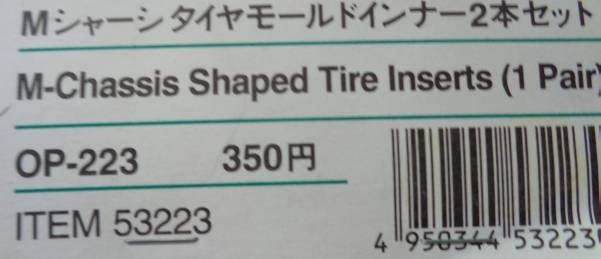 Mシャーシ タイヤモールドインナー2本セット
M-Chassis Shaped Tire Inserts (1 Pair)
OP-223 350円
ITEM 53223
4 950344 53223